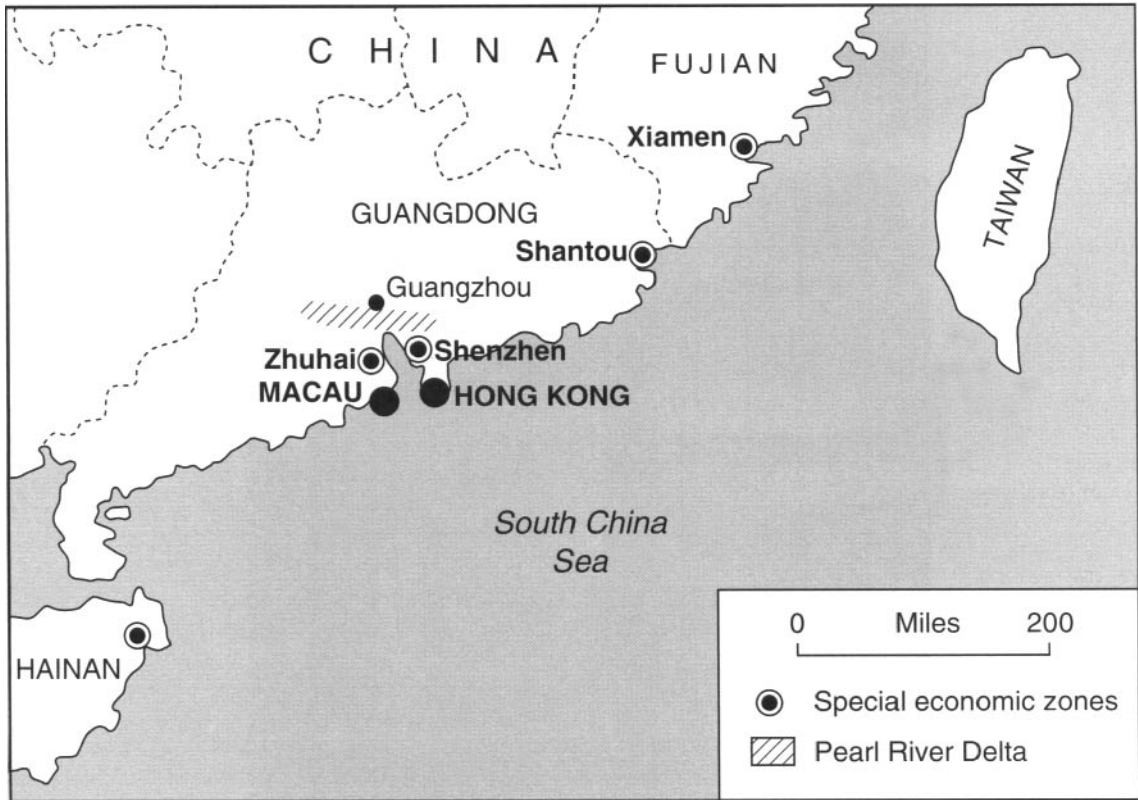 C H I N A
FUJIAN
Xiamen
TAIWAN
GUANGDONG
Shantou
Guangzhou
Zhuhai
Shenzhen
MACAU
HONG KONG
South China
Sea
HAINAN
0 Miles 200
Special economic zones
Pearl River Delta